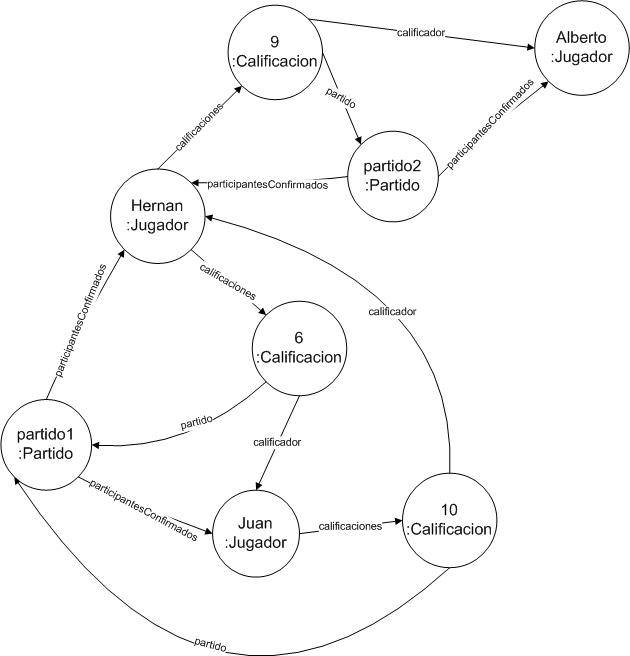 9
:Calificacion
calificador
Alberto
:Jugador
partido
calificaciones
participantesConfirmados
partido2
:Partido
participantesConfirmados
Hernan
:Jugador
calificaciones
participantesConfirmados
calificador
6
:Calificacion
partido
calificador
partido1
:Partido
participantesConfirmados
Juan
:Jugador
calificaciones
10
:Calificacion
partido